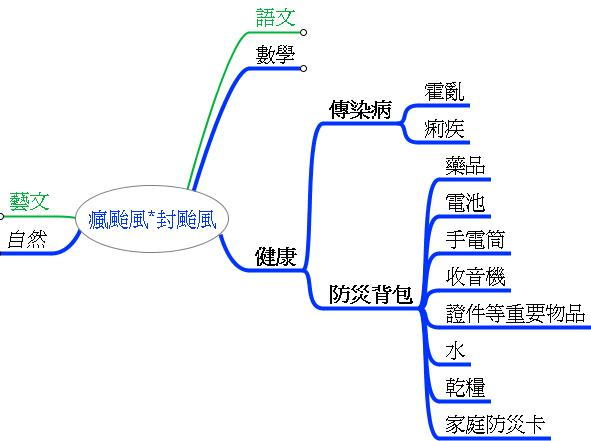 語文
數學
藝文
自然
瘋颱風*封颱風
健康
傳染病
霍亂
痢疾
防災背包
藥品
電池
手電筒
收音機
證件等重要物品
水
乾糧
家庭防災卡